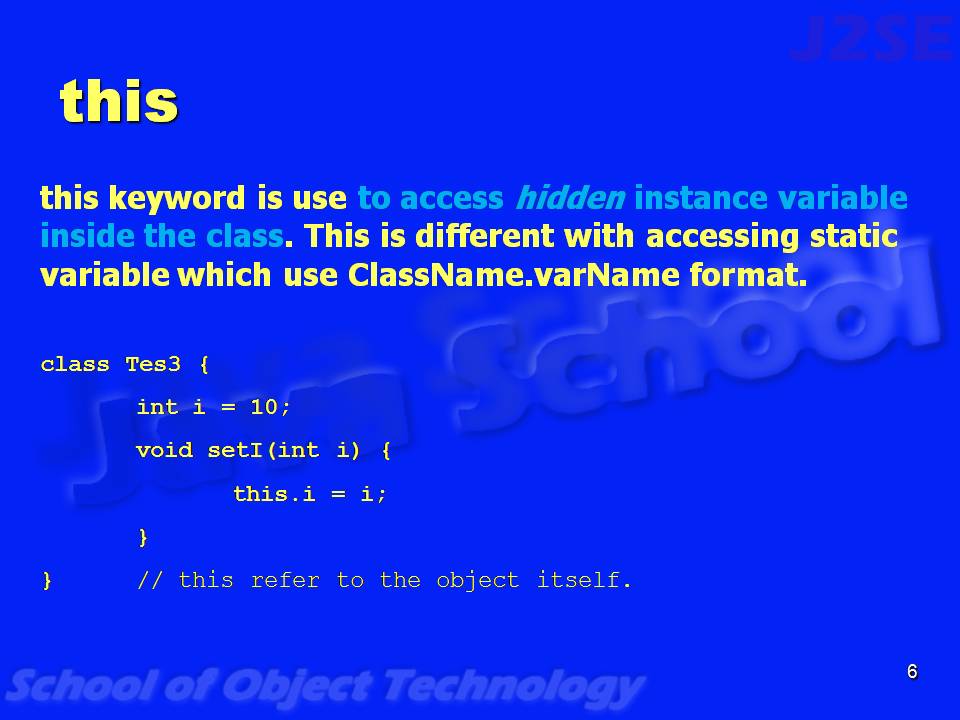 J2SE
this
this keyword is use to access hidden instance variable
inside the class. This is different with accessing static
variable which use ClassName.varName format.
Java School
class Tes3 {
int i = 10;
void setI(int i) {
this.i = i;
}
} // this refer to the object itself.
School of Object Technology
6